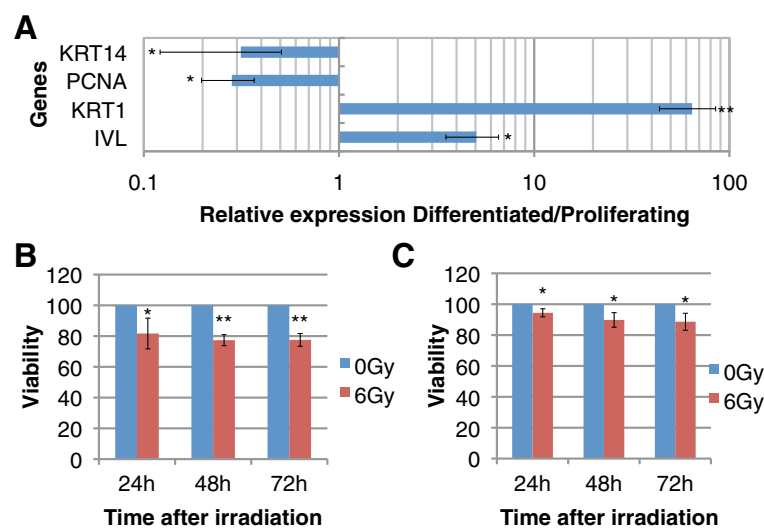 A
Genes
KRT14
*
PCNA
*
KRT1
**
IVL
*
0.1 1 10 100
Relative expression Differentiated/Proliferating
B
Viability
120
100
80
60
40
20
0
* ** **
0Gy
6Gy
24h 48h 72h
Time after irradiation
C
Viability
120
100
80
60
40
20
0
* * *
0Gy
6Gy
24h 48h 72h
Time after irradiation